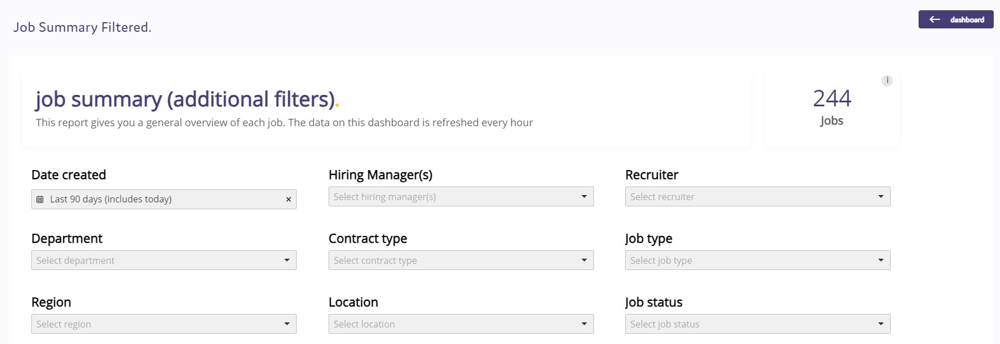 Job Summary Filtered.
dashboard
job summary (additional filters).
This report gives you a general overview of each job. The data on this dashboard is refreshed every hour
i
244
Jobs
Date created
Last 90 days (includes today)
Hiring Manager(s)
Select hiring manager(s)
Recruiter
Select recruiter
Department
Select department
Contract type
Select contract type
Job type
Select job type
Region
Select region
Location
Select location
Job status
Select job status